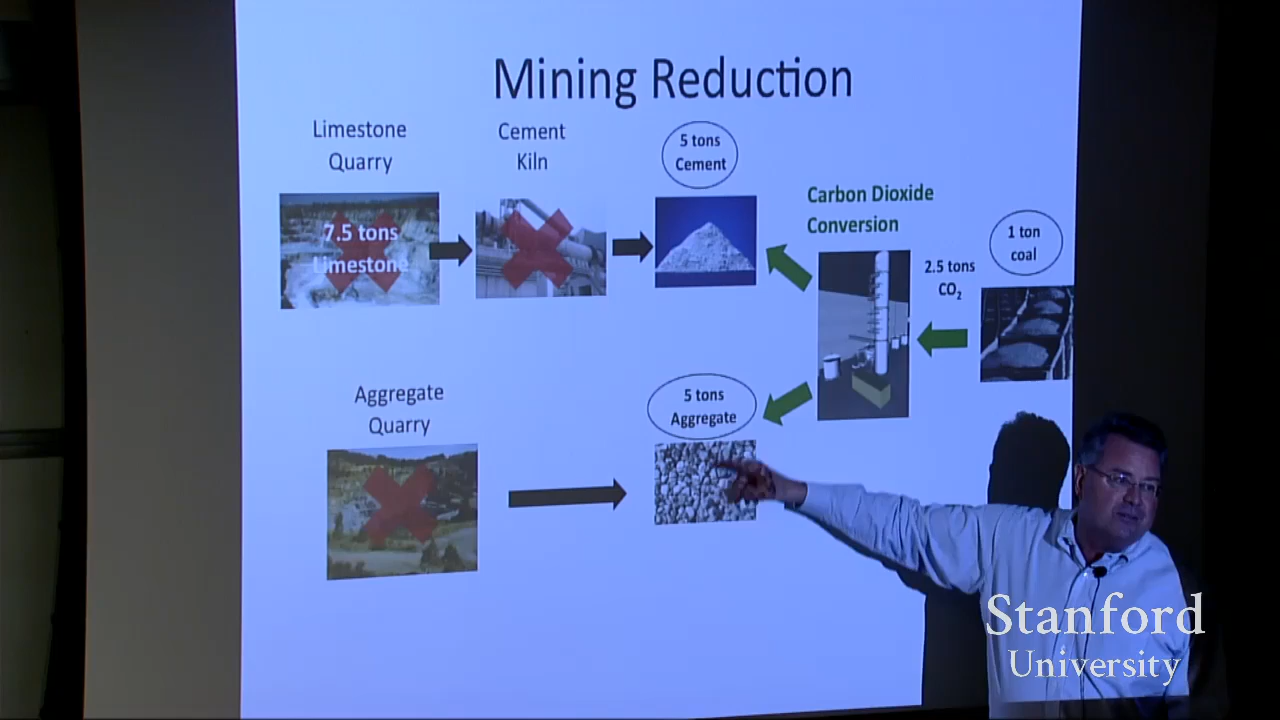 Mining Reduction
Limestone
Quarry
Cement
Kiln
5 tons
Cement
Carbon Dioxide
Conversion
1 ton
coal
2.5 tons
CO₂
7.5 tons
Limestone
Aggregate
Quarry
5 tons
Aggregate
Stanford
University